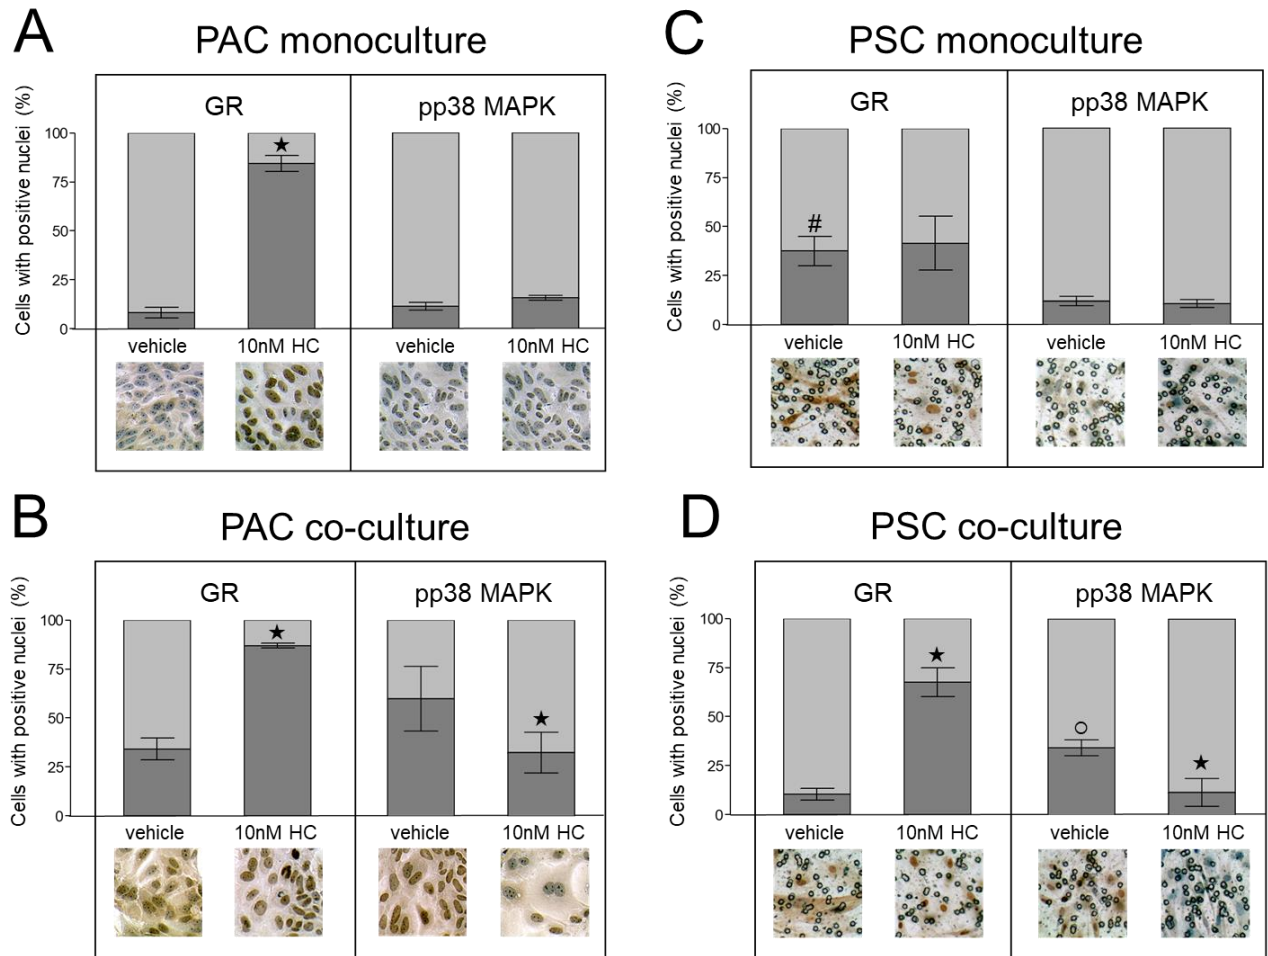 A
PAC monoculture
GR
pp38 MAPK
Cells with positive nuclei (%)
100
75
50
25
0
★
vehicle
10nM HC
vehicle
10nM HC
C
PSC monoculture
GR
pp38 MAPK
Cells with positive nuclei (%)
100
75
50
25
0
#
vehicle
10nM HC
vehicle
10nM HC
B
PAC co-culture
GR
pp38 MAPK
Cells with positive nuclei (%)
100
75
50
25
0
★
★
vehicle
10nM HC
vehicle
10nM HC
D
PSC co-culture
GR
pp38 MAPK
Cells with positive nuclei (%)
100
75
50
25
0
★
○
★
vehicle
10nM HC
vehicle
10nM HC